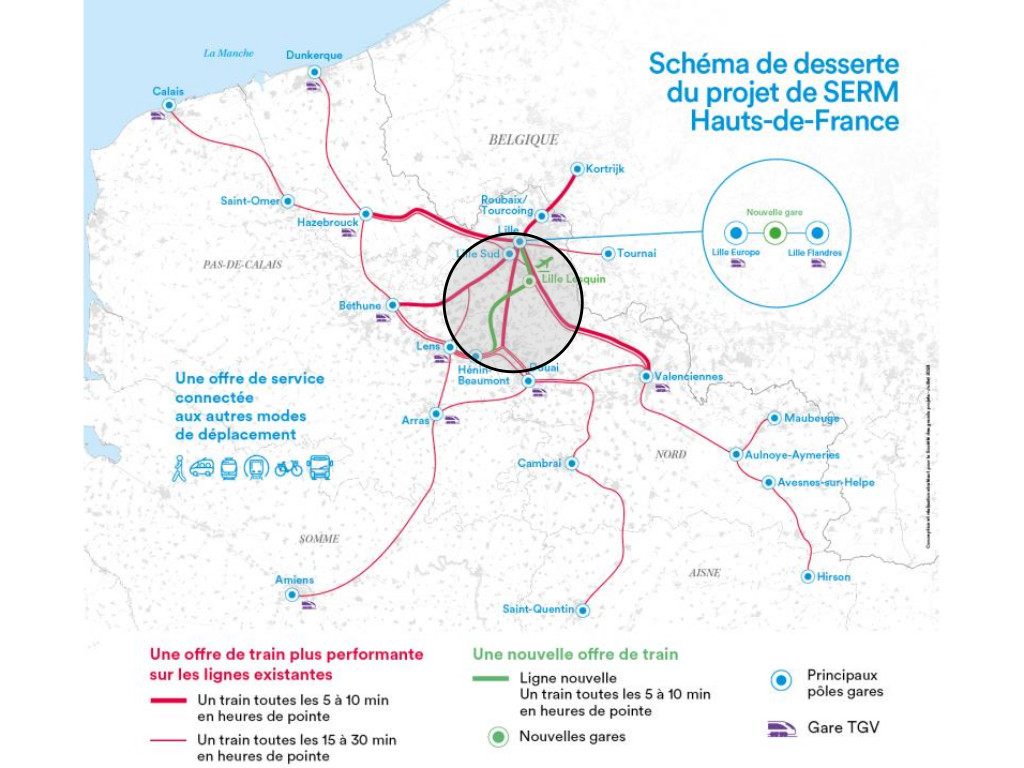 La Manche
Dunkerque
Calais
Schéma de desserte
du projet de SERM
Hauts-de-France
BELGIQUE
Kortrijk
Saint-Omer
Roubaix/
Tourcoing
Hazebrouck
Nouvelle gare
Lille
Lille Europe
Lille Flandres
Lille Sud
Tournai
PAS-DE-CALAIS
Lille Lesquin
Béthune
Lens
Hénin-
Beaumont
Douai
Valenciennes
Une offre de service
connectée
aux autres modes
de déplacement
Arras
Maubeuge
Cambrai
NORD
Aulnoye-Aymeries
Avesnes-sur-Helpe
SOMME
Amiens
AISNE
Hirson
Saint-Quentin
Une offre de train plus performante
sur les lignes existantes
Un train toutes les 5 à 10 min
en heures de pointe
Un train toutes les 15 à 30 min
en heures de pointe
Une nouvelle offre de train
Ligne nouvelle
Un train toutes les 5 à 10 min
en heures de pointe
Nouvelles gares
Principaux
pôles gares
Gare TGV